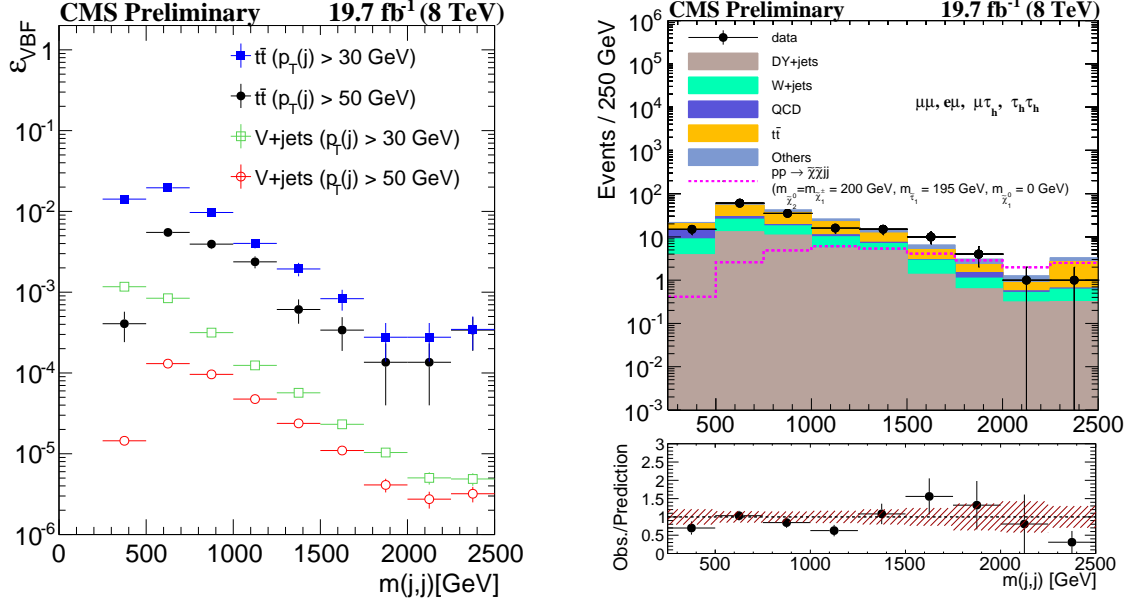 CMS Preliminary 19.7 fb⁻¹ (8 TeV)
ε_VBF
1
10⁻¹
10⁻²
10⁻³
10⁻⁴
10⁻⁵
10⁻⁶
tt̄ (p_T(j) > 30 GeV)
tt̄ (p_T(j) > 50 GeV)
V+jets (p_T(j) > 30 GeV)
V+jets (p_T(j) > 50 GeV)
0 500 1000 1500 2000 2500
m(j,j)[GeV]
CMS Preliminary 19.7 fb⁻¹ (8 TeV)
Events / 250 GeV
10⁶
10⁵
10⁴
10³
10²
10
1
10⁻¹
10⁻²
10⁻³
data
DY+jets
W+jets
QCD
tt̄
Others
pp → χ̃χ̃jj
(m_χ̃₂⁰=m_χ̃₁± = 200 GeV, m_τ̃₁ = 195 GeV, m_χ̃₁⁰ = 0 GeV)
μμ, eμ, μτ_h, τ_hτ_h
500 1000 1500 2000 2500
Obs./Prediction
3
2.5
2
1.5
1
0.5
0
500 1000 1500 2000 2500
m(j,j) [GeV]